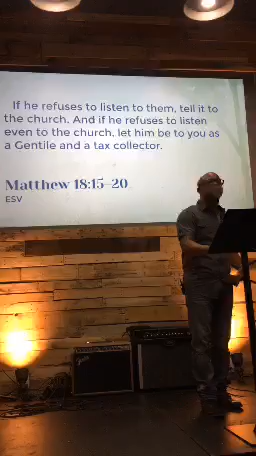 If he refuses to listen to them, tell it to
the church. And if he refuses to listen
even to the church, let him be to you as
a Gentile and a tax collector.
Matthew 18:15-20
ESV